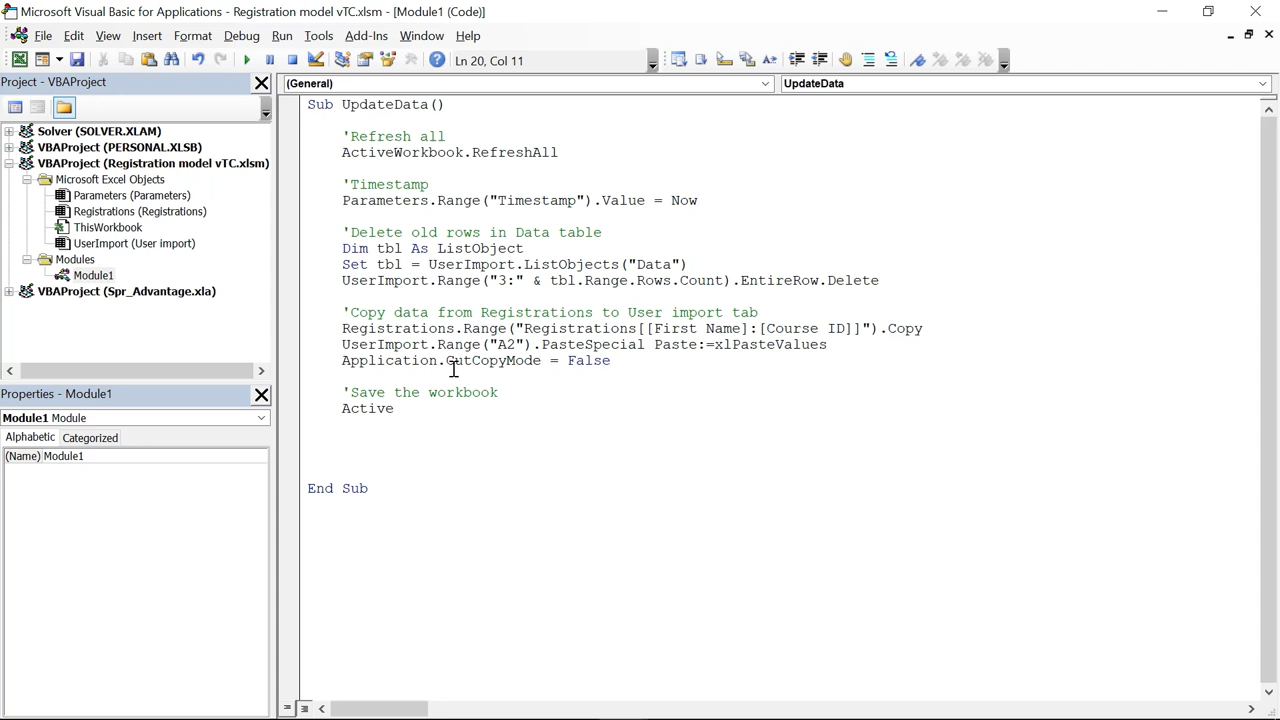 Microsoft Visual Basic for Applications - Registration model vTC.xlsm - [Module1 (Code)]
File Edit View Insert Format Debug Run Tools Add-Ins Window Help
Ln 20, Col 11
Project - VBAProject
(General)
UpdateData
Solver (SOLVER.XLAM)
VBAProject (PERSONAL.XLSB)
VBAProject (Registration model vTC.xlsm)
Microsoft Excel Objects
Parameters (Parameters)
Registrations (Registrations)
ThisWorkbook
UserImport (User import)
Modules
Module1
VBAProject (Spr_Advantage.xla)
Properties - Module1
Module1 Module
Alphabetic Categorized
(Name) Module1
Sub UpdateData()
'Refresh all
ActiveWorkbook.RefreshAll
'Timestamp
Parameters.Range("Timestamp").Value = Now
'Delete old rows in Data table
Dim tbl As ListObject
Set tbl = UserImport.ListObjects("Data")
UserImport.Range("3:" & tbl.Range.Rows.Count).EntireRow.Delete
'Copy data from Registrations to User import tab
Registrations.Range("Registrations[[First Name]:[Course ID]]").Copy
UserImport.Range("A2").PasteSpecial Paste:=xlPasteValues
Application.CutCopyMode = False
'Save the workbook
Active
End Sub